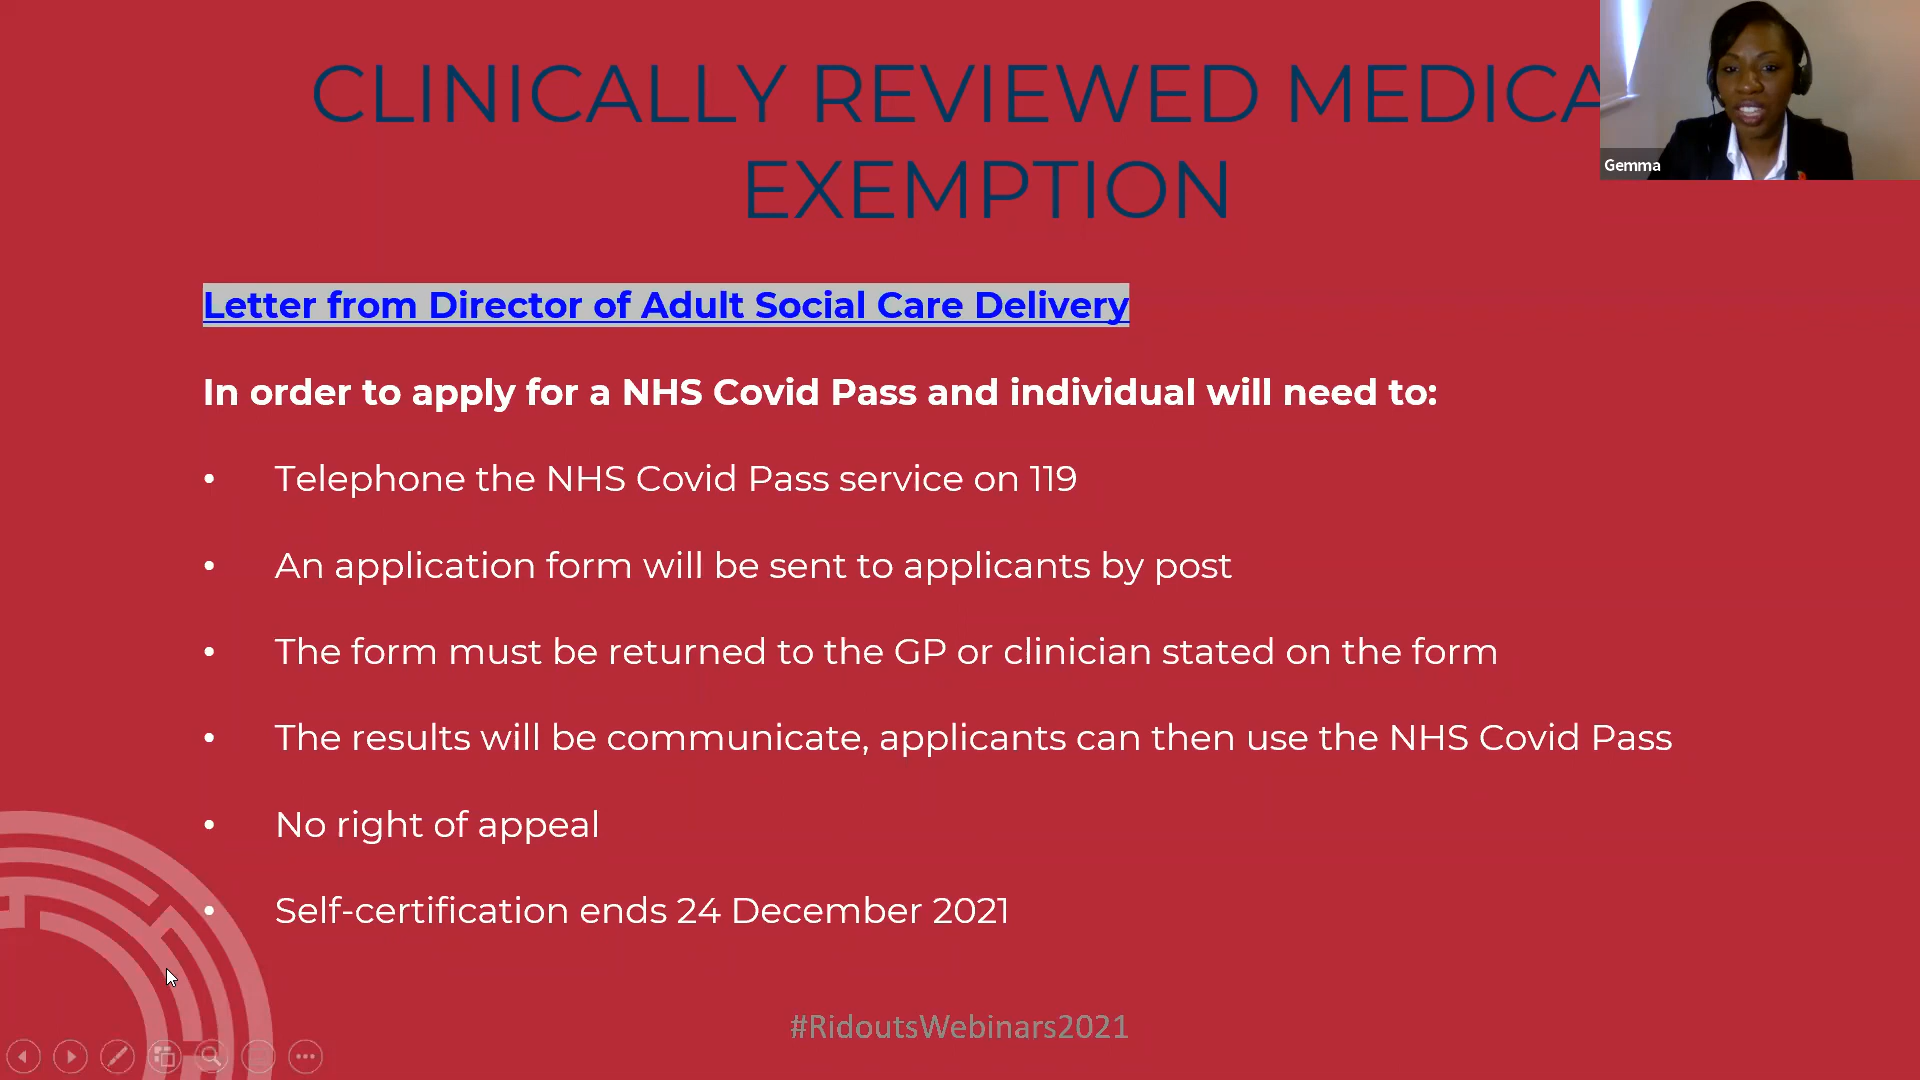 CLINICALLY REVIEWED MEDICA
EXEMPTION
Gemma
Letter from Director of Adult Social Care Delivery
In order to apply for a NHS Covid Pass and individual will need to:
• Telephone the NHS Covid Pass service on 119
• An application form will be sent to applicants by post
• The form must be returned to the GP or clinician stated on the form
• The results will be communicate, applicants can then use the NHS Covid Pass
• No right of appeal
• Self-certification ends 24 December 2021
#RidoutsWebinars2021